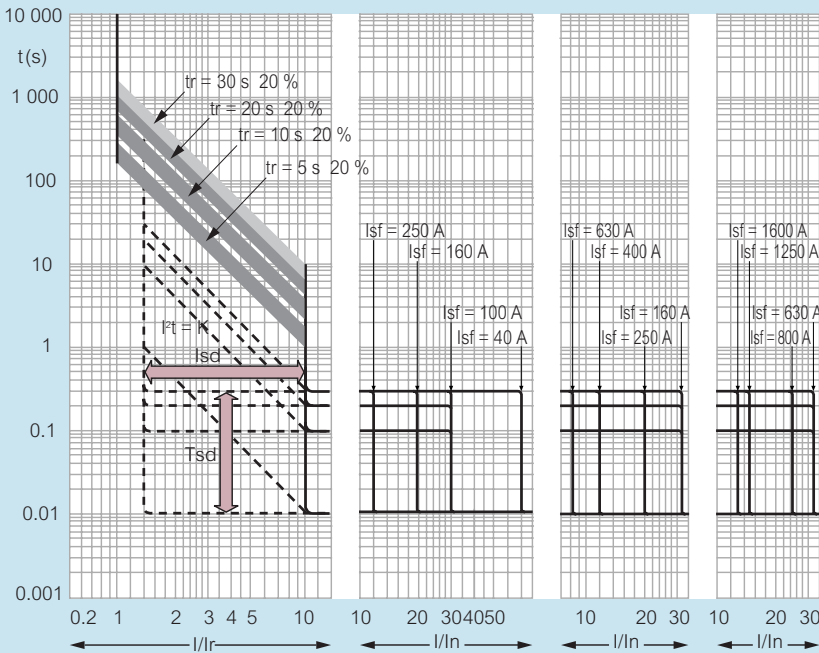 10 000
t(s)
1 000
100
10
1
0.1
0.01
0.001
tr = 30 s 20 %
tr = 20 s 20 %
tr = 10 s 20 %
tr = 5 s 20 %
I²t = K
Isd
Tsd
Isf = 250 A
Isf = 160 A
Isf = 100 A
Isf = 40 A
Isf = 630 A
Isf = 400 A
Isf = 160 A
Isf = 250 A
Isf = 1600 A
Isf = 1250 A
Isf = 630 A
Isf = 800 A
0.2 1 2 3 4 5 10
10 20 30 40 50
10 20 30
10 20 30
I/Ir
I/In
I/In
I/In